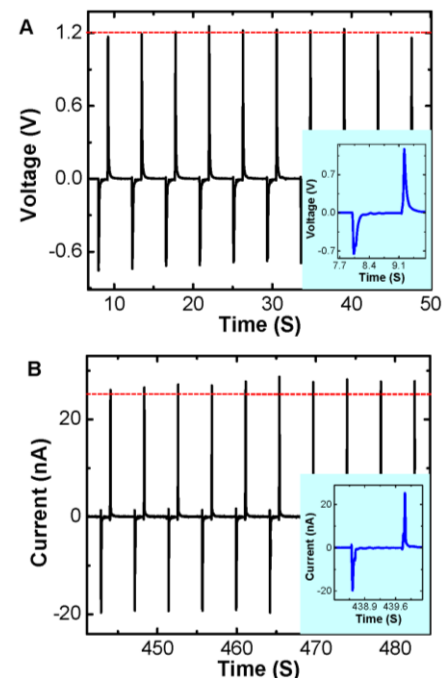 A
1.2
0.6
0.0
-0.6
Voltage (V)
10 20 30 40 50
Time (S)
0.7
0.0
-0.7
Voltage (V)
7.7 8.4 9.1
Time (S)
B
20
0
-20
Current (nA)
450 460 470 480
Time (S)
20
0
-20
Current (nA)
438.9 439.6
Time (S)